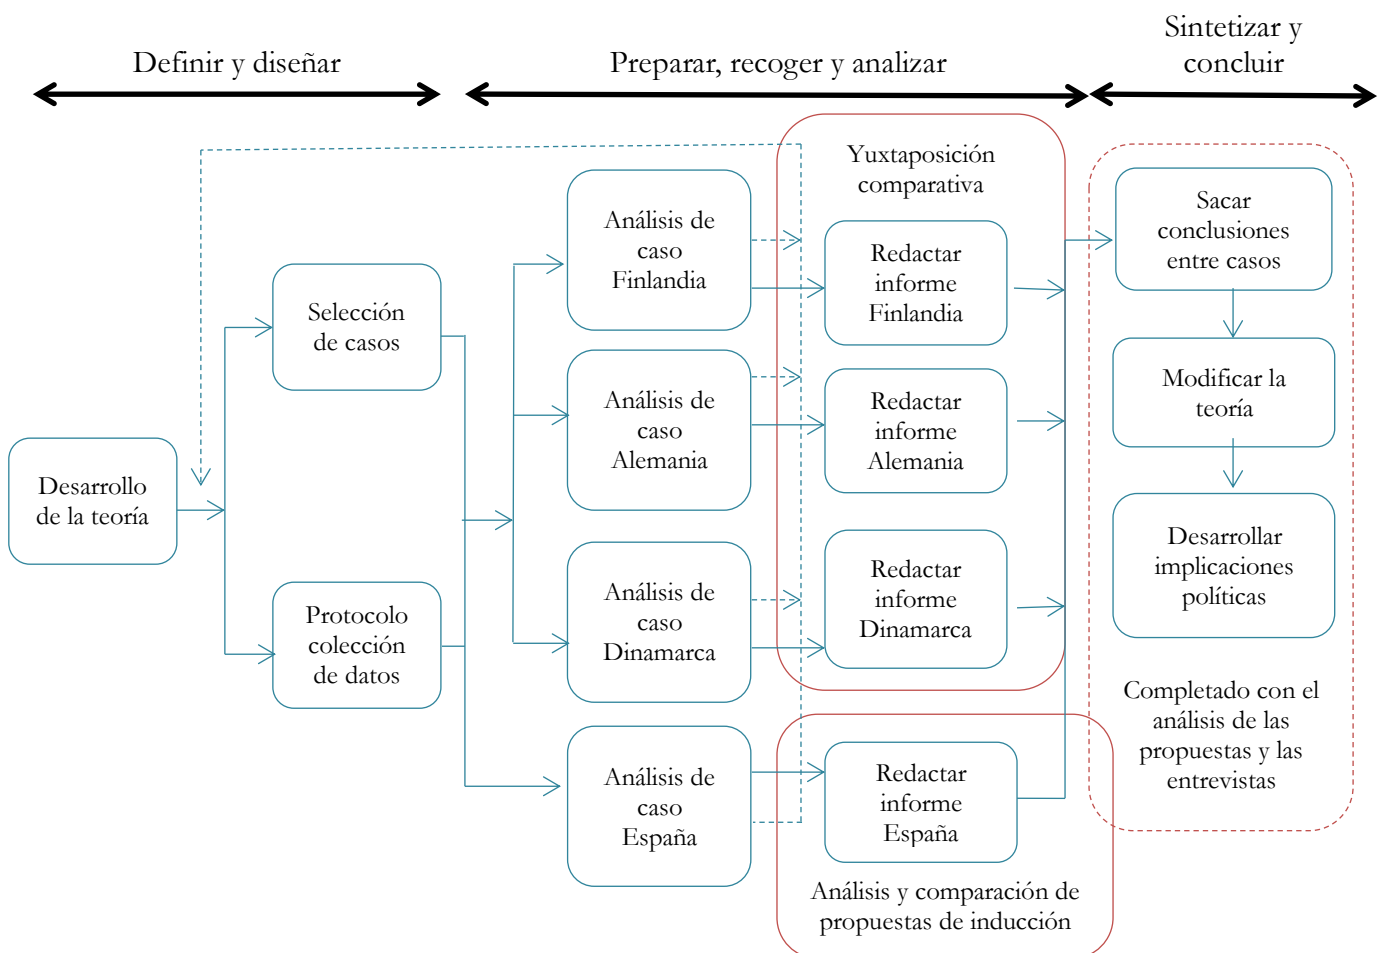 Definir y diseñar
Preparar, recoger y analizar
Sintetizar y
concluir
Desarrollo
de la teoría
Selección
de casos
Protocolo
colección
de datos
Análisis de
caso
Finlandia
Análisis de
caso
Alemania
Análisis de
caso
Dinamarca
Análisis de
caso
España
Yuxtaposición
comparativa
Redactar
informe
Finlandia
Redactar
informe
Alemania
Redactar
informe
Dinamarca
Redactar
informe
España
Análisis y comparación de
propuestas de inducción
Sacar
conclusiones
entre casos
Modificar la
teoría
Desarrollar
implicaciones
políticas
Completado con el
análisis de las
propuestas y las
entrevistas